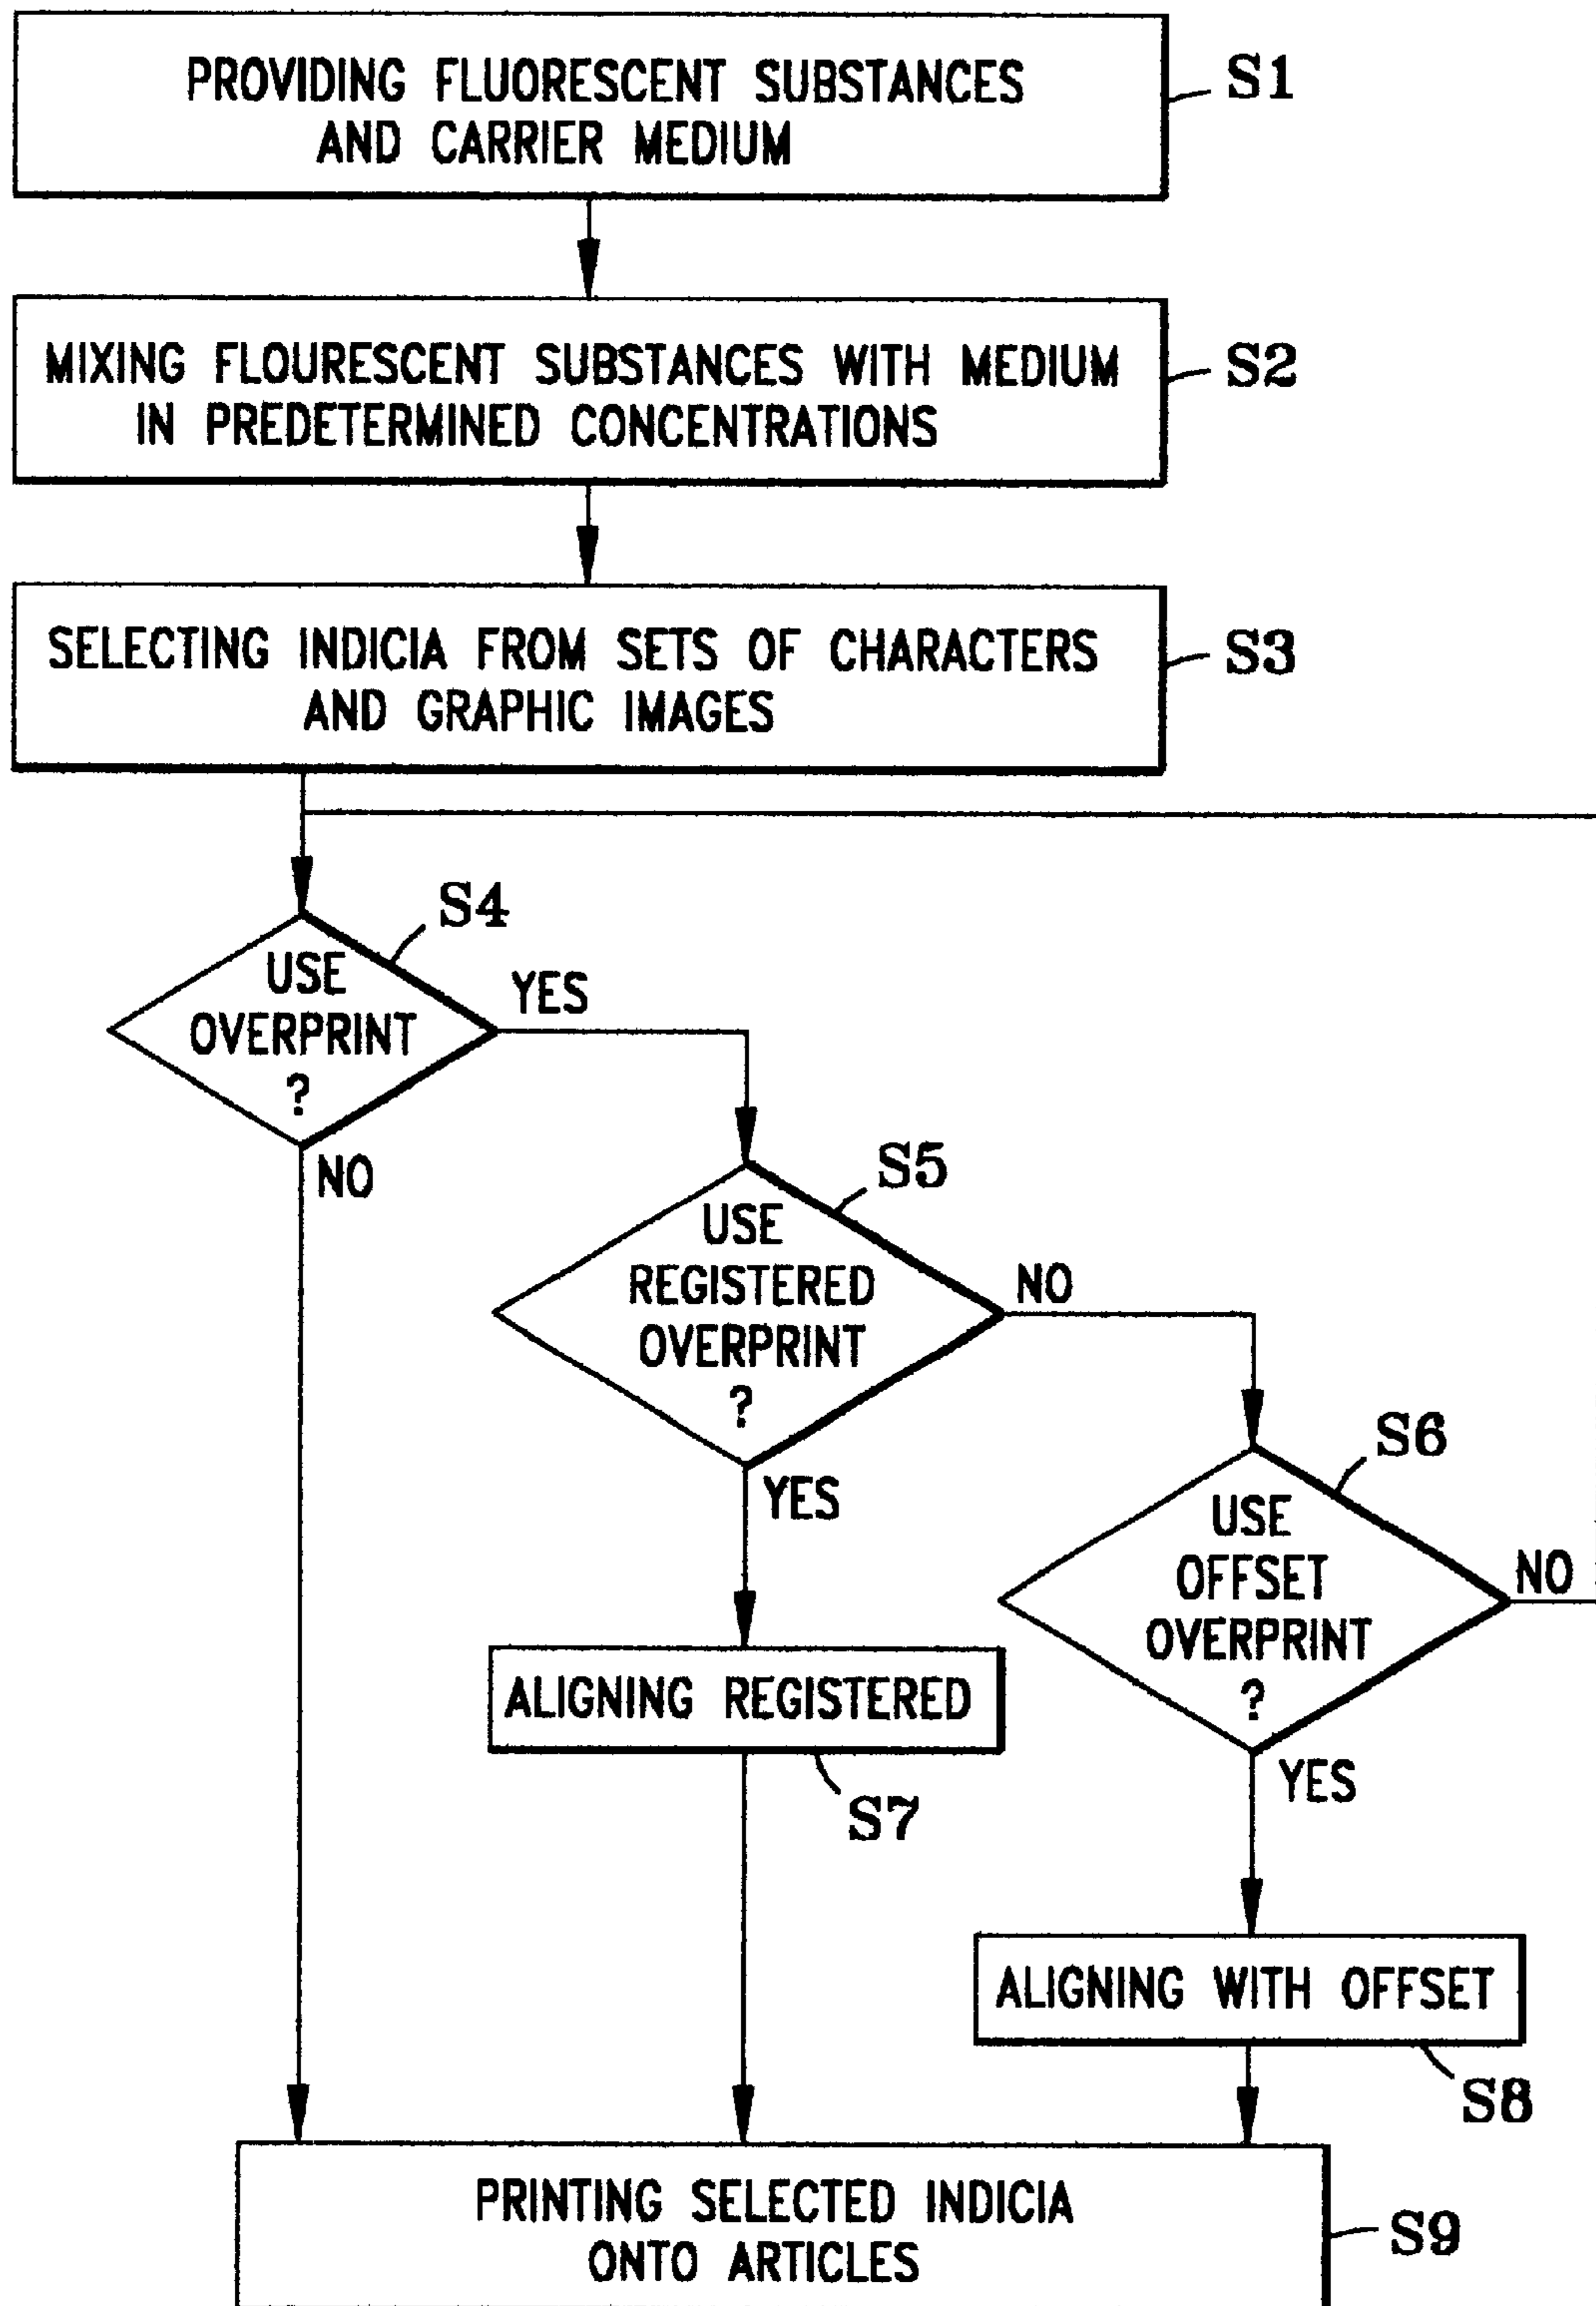 PROVIDING FLUORESCENT SUBSTANCES
AND CARRIER MEDIUM
S1
MIXING FLOURESCENT SUBSTANCES WITH MEDIUM
IN PREDETERMINED CONCENTRATIONS
S2
SELECTING INDICIA FROM SETS OF CHARACTERS
AND GRAPHIC IMAGES
S3
S4
USE
OVERPRINT
?
YES
NO
S5
USE
REGISTERED
OVERPRINT
?
NO
YES
S6
USE
OFFSET
OVERPRINT
?
NO
YES
ALIGNING REGISTERED
S7
ALIGNING WITH OFFSET
S8
PRINTING SELECTED INDICIA
ONTO ARTICLES
S9